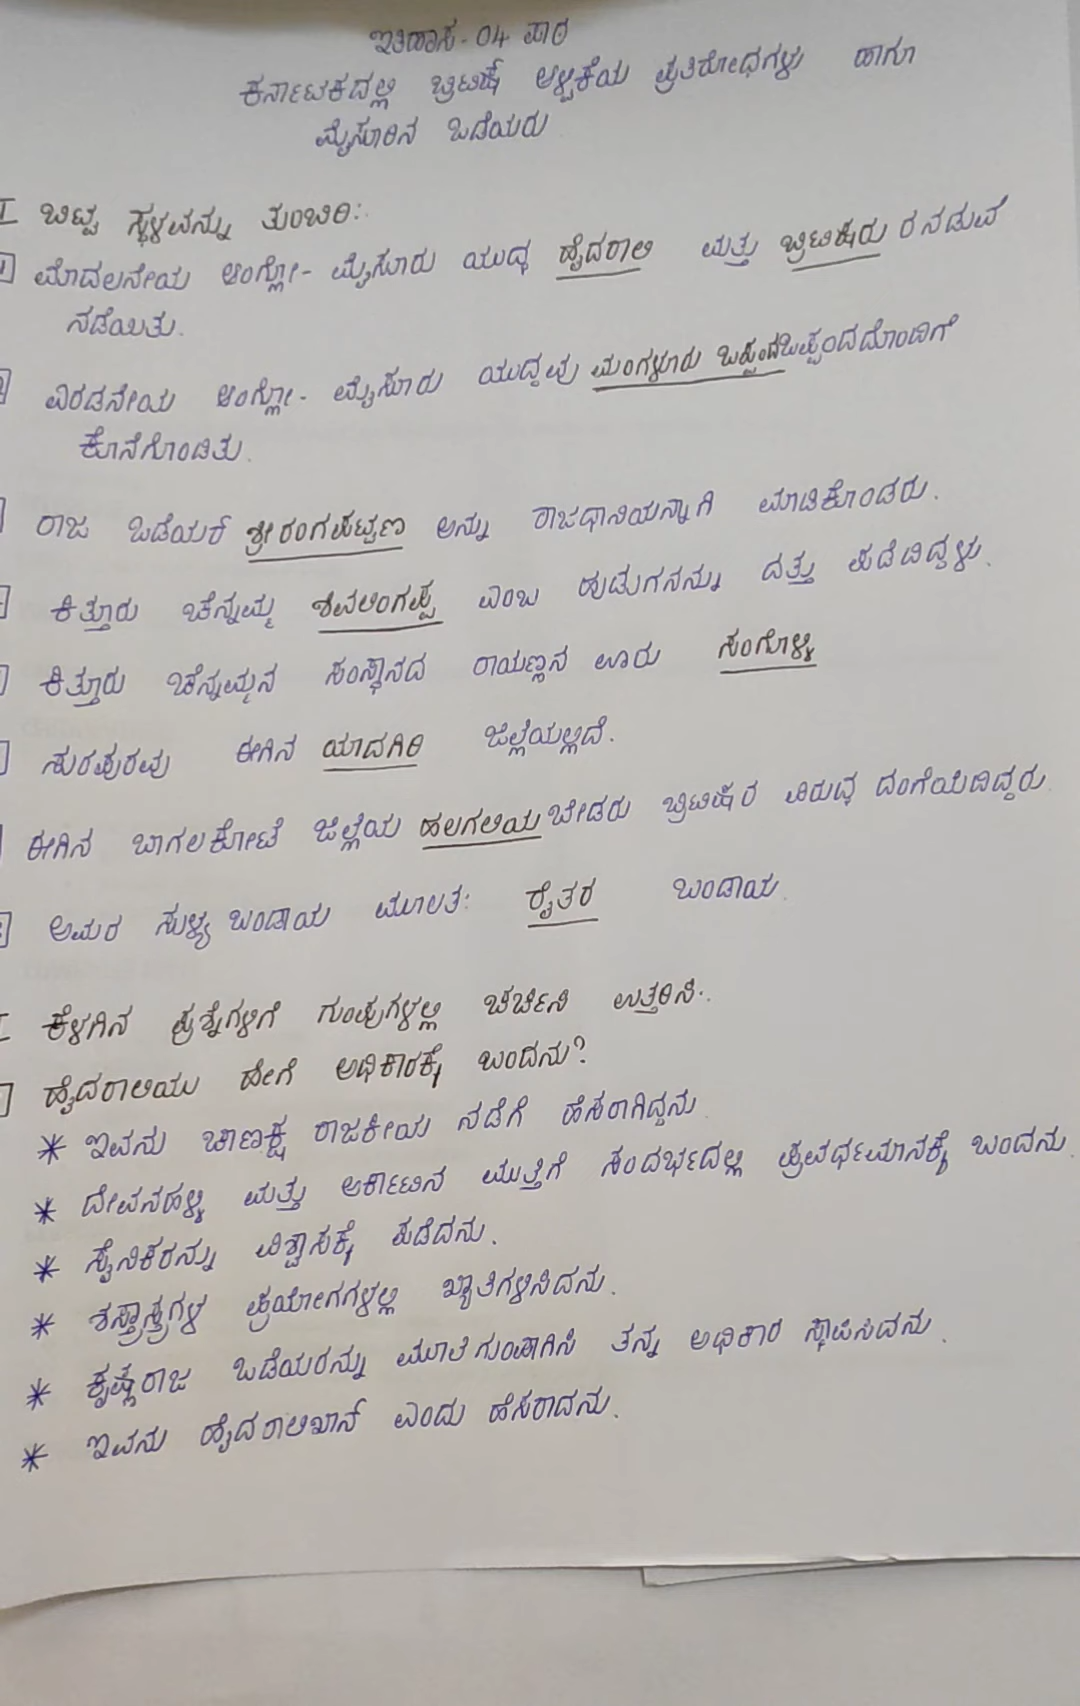 ಇತಿಹಾಸ - 04 ಪಾಠ
ಕರ್ನಾಟಕದಲ್ಲಿ ಬ್ರಿಟಿಷ್ ಆಳ್ವಿಕೆಯ ಪ್ರತಿರೋಧಗಳು ಹಾಗೂ
ಮೈಸೂರಿನ ಒಡೆಯರು
I ಬಿಟ್ಟ ಸ್ಥಳವನ್ನು ತುಂಬಿರಿ:
1 ಮೊದಲನೇಯ ಆಂಗ್ಲೋ- ಮೈಸೂರು ಯುದ್ಧ ಹೈದರಾಲಿ ಮತ್ತು ಬ್ರಿಟಿಷರು ರ ನಡುವೆ
ನಡೆಯಿತು.
ಎರಡನೇಯ ಆಂಗ್ಲೋ- ಮೈಸೂರು ಯುದ್ಧವು ಮಂಗಳೂರು ಒಪ್ಪಂದ ಒಪ್ಪಂದದೊಂದಿಗೆ
ಕೊನೆಗೊಂಡಿತು.
ರಾಜ ಒಡೆಯರ್ ಶ್ರೀರಂಗಪಟ್ಟಣ ಅನ್ನು ರಾಜಧಾನಿಯನ್ನಾಗಿ ಮಾಡಿಕೊಂಡರು.
ಕಿತ್ತೂರು ಚೆನ್ನಮ್ಮ ಶಿವಲಿಂಗಪ್ಪ ಎಂಬ ಹುಡುಗನನ್ನು ದತ್ತು ಪಡೆದಿದ್ದಳು.
ಕಿತ್ತೂರು ಚೆನ್ನಮ್ಮನ ಸಂಸ್ಥಾನದ ರಾಯಣ್ಣನ ಊರು ಸಂಗೊಳ್ಳಿ
ಸುರಪುರವು ಈಗಿನ ಯಾದಗಿರಿ ಜಿಲ್ಲೆಯಲ್ಲಿದೆ.
ಈಗಿನ ಬಾಗಲಕೋಟೆ ಜಿಲ್ಲೆಯ ಹಲಗಲಿಯ ಬೇಡರು ಬ್ರಿಟಿಷರ ವಿರುದ್ಧ ದಂಗೆಯೆದಿದ್ದರು.
ಅಮರ ಸುಳ್ಯ ಬಂಡಾಯ ಮೂಲತ: ರೈತರ ಬಂಡಾಯ.
ಕೆಳಗಿನ ಪ್ರಶ್ನೆಗಳಿಗೆ ಗುಂಪುಗಳಲ್ಲಿ ಚರ್ಚಿಸಿ ಉತ್ತರಿಸಿ:.
ಹೈದರಾಲಿಯು ಹೇಗೆ ಅಧಿಕಾರಕ್ಕೆ ಬಂದನು?
* ಇವನು ಚಾಣಕ್ಷ ರಾಜಕೀಯ ನಡೆಗೆ ಹೆಸರಾಗಿದ್ದನು.
* ದೇವನಹಳ್ಳಿ ಮತ್ತು ಅರ್ಕಾಟಿನ ಮುತ್ತಿಗೆ ಸಂದರ್ಭದಲ್ಲಿ ಪ್ರವರ್ಧಮಾನಕ್ಕೆ ಬಂದನು.
* ಸೈನಿಕರನ್ನು ವಿಶ್ವಾಸಕ್ಕೆ ಪಡೆದನು.
* ಶಸ್ತ್ರಾಸ್ತ್ರಗಳ ಪ್ರಯೋಗಗಳಲ್ಲಿ ಖ್ಯಾತಿಗಳಿಸಿದನು.
* ಕೃಷ್ಣರಾಜ ಒಡೆಯರನ್ನು ಮೂಲೆಗುಂಪಾಗಿಸಿ ತನ್ನ ಅಧಿಕಾರ ಸ್ಥಾಪಿಸಿದನು.
* ಇವನು ಹೈದರಾಲಿಖಾನ್ ಎಂದು ಹೆಸರಾದನು.